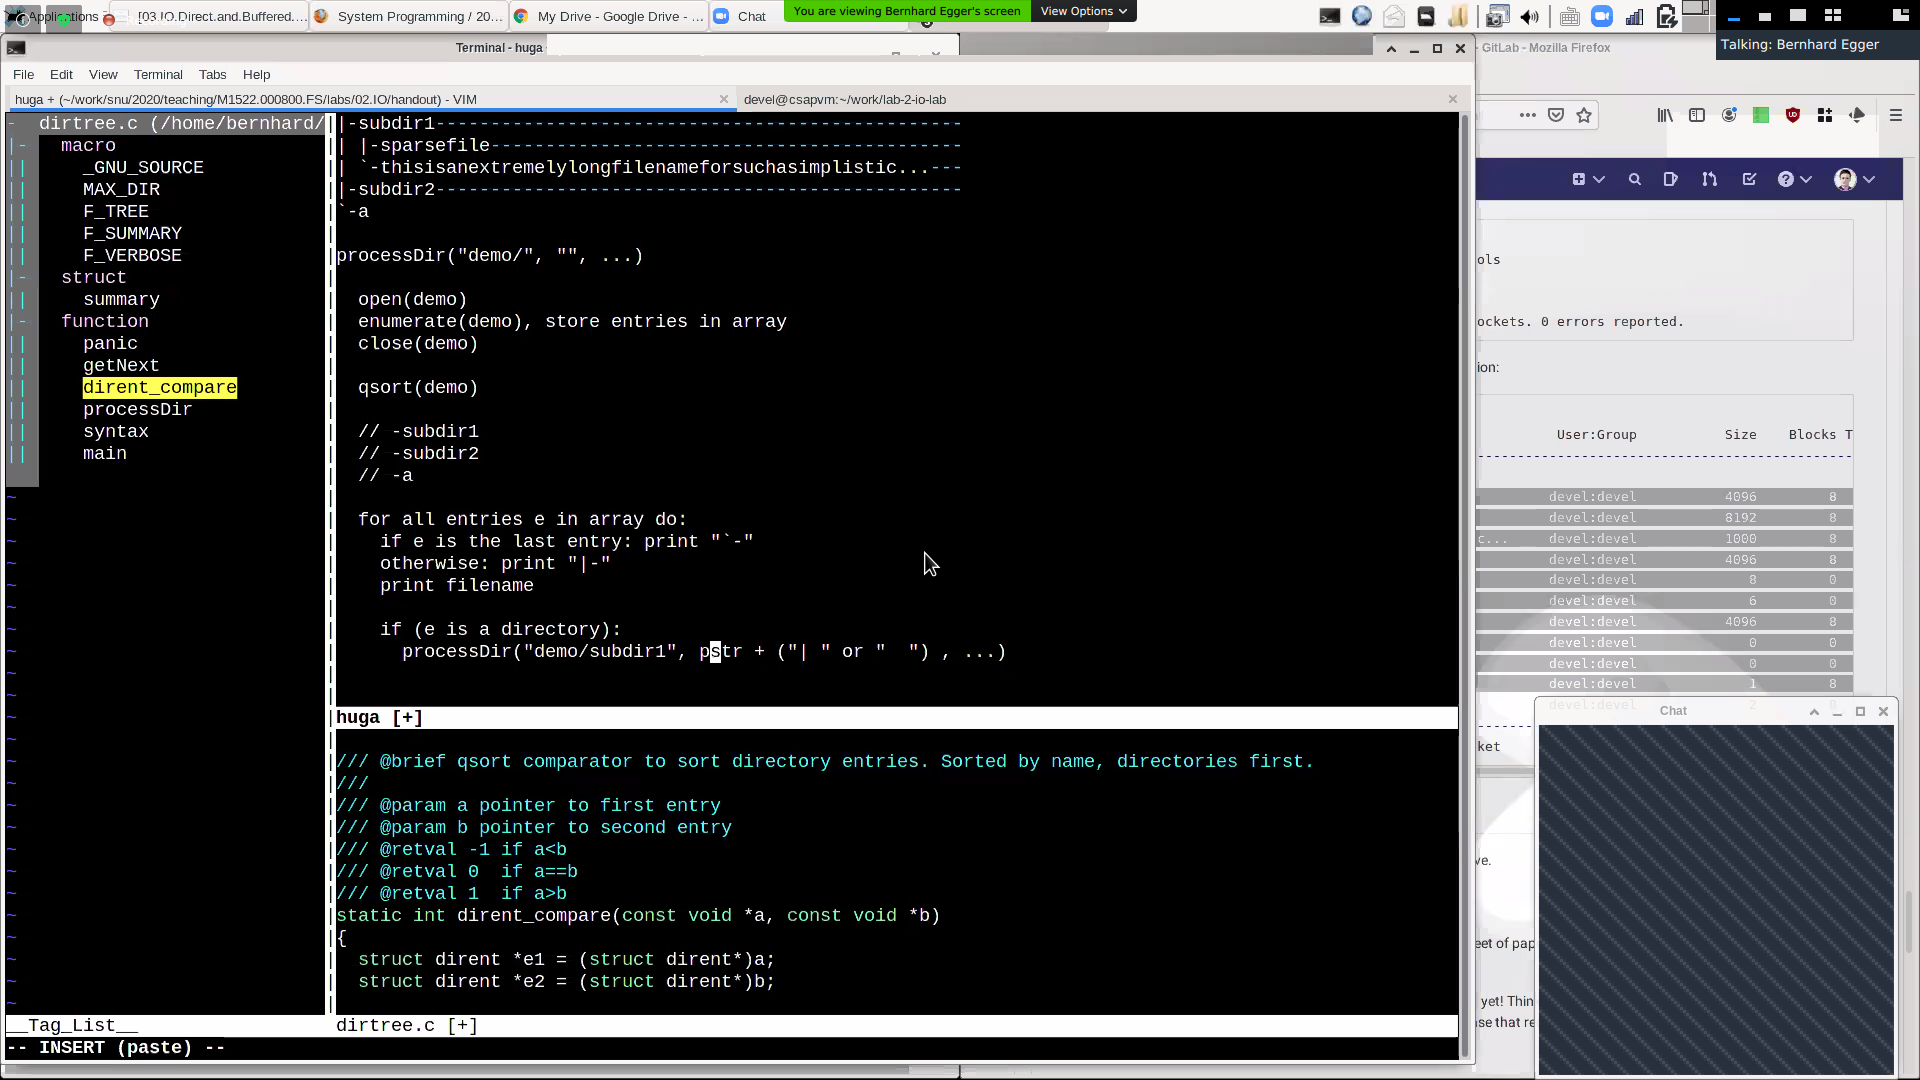 Applications
[03.IO.Direct.and.Buffered....
System Programming / 20...
My Drive - Google Drive - ...
Chat
You are viewing Bernhard Egger's screen
View Options
Talking: Bernhard Egger
Terminal - huga
GitLab - Mozilla Firefox
File Edit View Terminal Tabs Help
huga + (~/work/snu/2020/teaching/M1522.000800.FS/labs/02.IO/handout) - VIM
devel@csapvm:~/work/lab-2-io-lab
- dirtree.c (/home/bernhard/
|- macro
|| _GNU_SOURCE
|| MAX_DIR
|| F_TREE
|| F_SUMMARY
|| F_VERBOSE
|- struct
|| summary
|- function
|| panic
|| getNext
|| dirent_compare
|| processDir
|| syntax
|| main
__Tag_List__
|-subdir1------------------------------------------------
| |-sparsefile-------------------------------------------
| `-thisisanextremelylongfilenameforsuchasimplistic...---
|-subdir2------------------------------------------------
`-a
processDir("demo/", "", ...)
open(demo)
enumerate(demo), store entries in array
close(demo)
qsort(demo)
// -subdir1
// -subdir2
// -a
for all entries e in array do:
if e is the last entry: print "`-"
otherwise: print "|-"
print filename
if (e is a directory):
processDir("demo/subdir1", pstr + ("| " or "  ") , ...)
huga [+]
/// @brief qsort comparator to sort directory entries. Sorted by name, directories first.
///
/// @param a pointer to first entry
/// @param b pointer to second entry
/// @retval -1 if a<b
/// @retval 0  if a==b
/// @retval 1  if a>b
static int dirent_compare(const void *a, const void *b)
{
struct dirent *e1 = (struct dirent*)a;
struct dirent *e2 = (struct dirent*)b;
dirtree.c [+]
-- INSERT (paste) --
ols
ockets. 0 errors reported.
ion:
User:Group Size Blocks T
devel:devel 4096 8
devel:devel 8192 8
c... devel:devel 1000 8
devel:devel 4096 8
devel:devel 8 0
devel:devel 6 0
devel:devel 4096 8
devel:devel 0 0
devel:devel 0 0
devel:devel 1 8
Chat
ket
ve.
eet of pap
yet! Thin
se that re